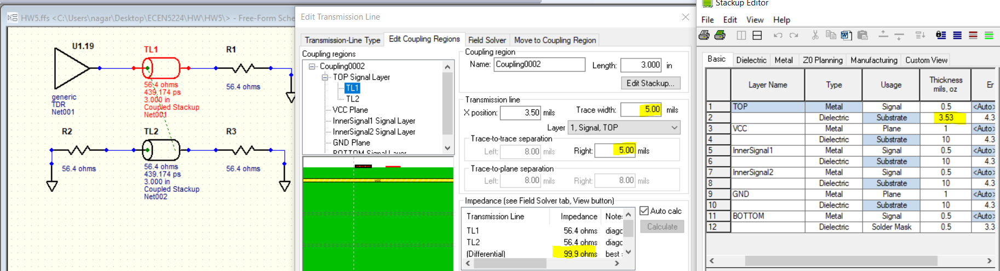 HW5.ffs <C:\Users\nagar\Desktop\ECEN5224\HW\HW5\> - Free-Form Sche
U1.19
TL1
R1
56.4 ohms
439.174 ps
3.000 in
Coupled Stackup
Net001
56.4 ohms
generic
TDR
Net001
R2
TL2
R3
56.4 ohms
56.4 ohms
439.174 ps
3.000 in
Coupled Stackup
Net002
56.4 ohms
Edit Transmission Line
Transmission-Line Type
Edit Coupling Regions
Field Solver
Move to Coupling Region
Coupling regions
Coupling0002
TOP Signal Layer
TL1
TL2
VCC Plane
InnerSignal1 Signal Layer
InnerSignal2 Signal Layer
GND Plane
BOTTOM Signal Layer
VCC
Coupling region
Name: Coupling0002 Length: 3.000 in
Edit Stackup...
Transmission line
X position: 3.50 mils Trace width: 5.00 mils
Layer 1, Signal, TOP
Trace-to-trace separation
Left: 8.00 mils Right: 5.00 mils
Trace-to-plane separation
Left: 8.00 mils Right: 8.00 mils
Impedance (see Field Solver tab, View button)
Transmission Line Impedance Note:
TL1 56.4 ohms diagc
TL2 56.4 ohms diagc
(Differential) 99.9 ohms best
Auto calc
Calculate
Stackup Editor
File Edit View Help
Basic Dielectric Metal Z0 Planning Manufacturing Custom View
Layer Name Type Usage Thickness mils, oz Er
1 TOP Metal Signal 0.5 <Auto>
2 Dielectric Substrate 3.53 4.3
3 VCC Metal Plane 1 <Auto>
4 Dielectric Substrate 10 4.3
5 InnerSignal1 Metal Signal 0.5 <Auto>
6 Dielectric Substrate 10 4.3
7 InnerSignal2 Metal Signal 0.5 <Auto>
8 Dielectric Substrate 10 4.3
9 GND Metal Plane 1 <Auto>
10 Dielectric Substrate 10 4.3
11 BOTTOM Metal Signal 0.5 <Auto>
12 Dielectric Solder Mask 0.5 3.3